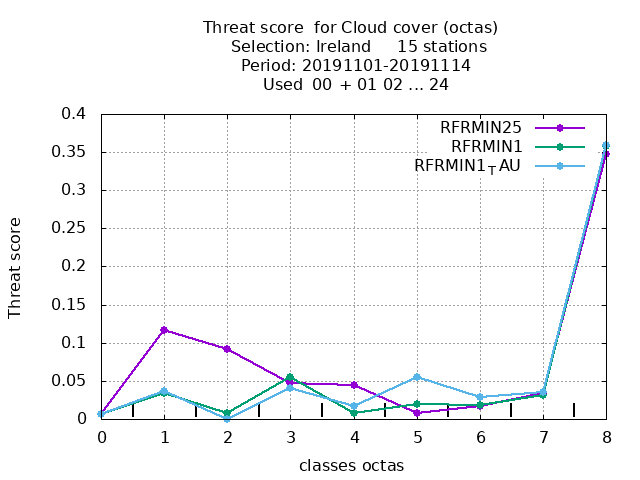 Threat score  for Cloud cover (octas)
Selection: Ireland     15 stations
Period: 20191101-20191114
Used  00 + 01 02 ... 24
0.4
0.35
0.3
0.25
0.2
0.15
0.1
0.05
0
Threat score
RFRMIN25
RFRMIN1
RFRMIN1TAU
0 1 2 3 4 5 6 7 8
classes octas